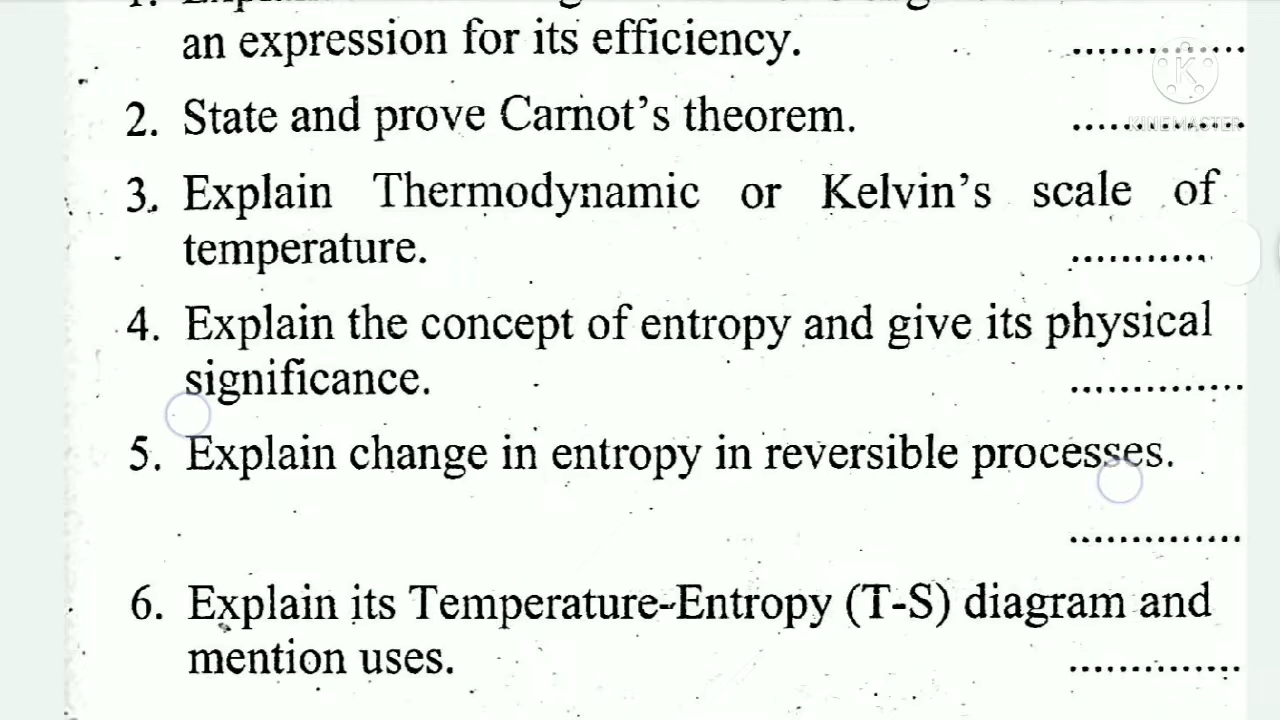 an expression for its efficiency. ..............
2. State and prove Carnot's theorem. ..............
KINEMASTER
3. Explain Thermodynamic or Kelvin's scale of
temperature. ............
4. Explain the concept of entropy and give its physical
significance. ..............
5. Explain change in entropy in reversible processes.
..............
6. Explain its Temperature-Entropy (T-S) diagram and
mention uses. ..............